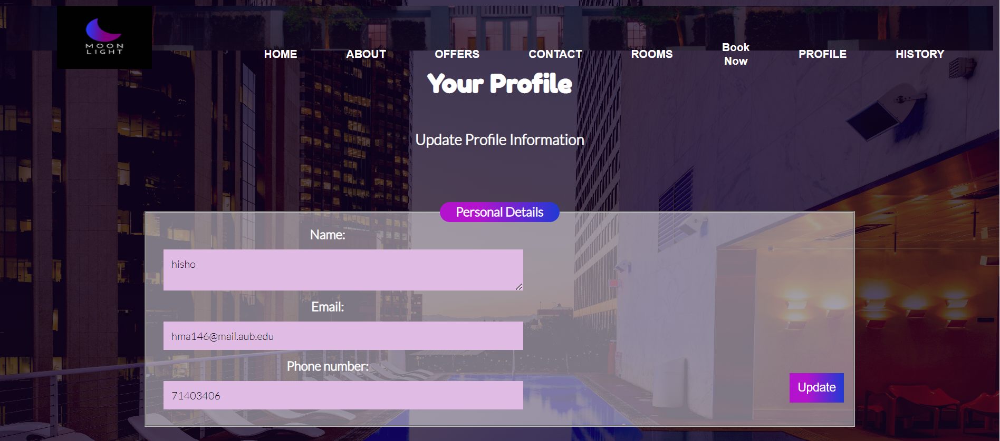 MOON
LIGHT
HOME
ABOUT
OFFERS
CONTACT
ROOMS
Book
Now
PROFILE
HISTORY
Your Profile
Update Profile Information
Personal Details
Name:
hisho
Email:
hma146@mail.aub.edu
Phone number:
71403406
Update